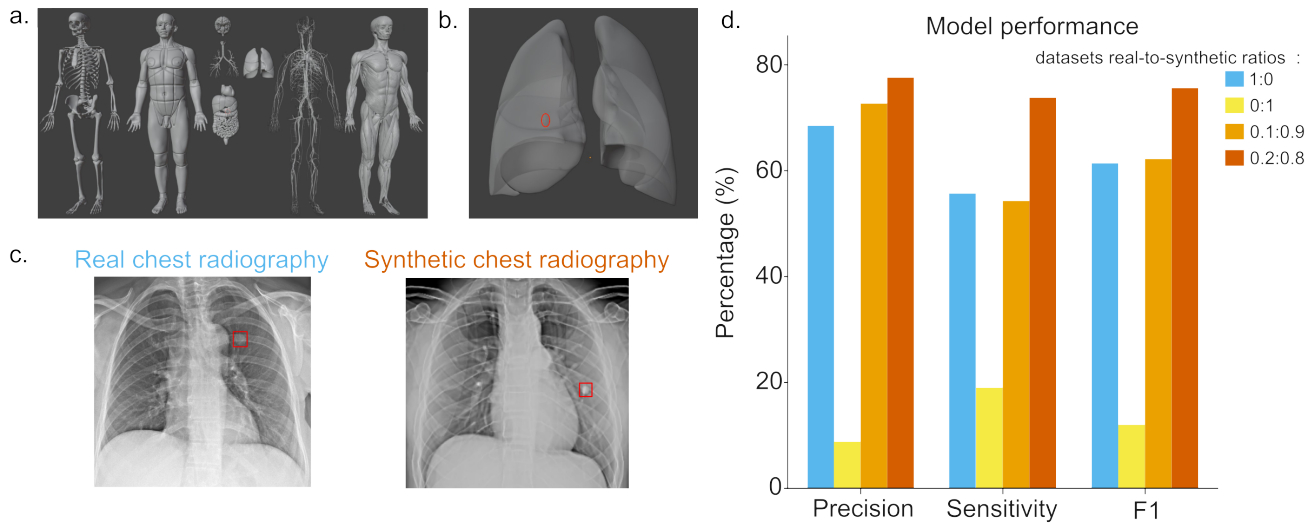 a.
b.
c.
Real chest radiography
Synthetic chest radiography
d.
Model performance
datasets real-to-synthetic ratios :
1:0
0:1
0.1:0.9
0.2:0.8
Percentage (%)
80
60
40
20
0
Precision
Sensitivity
F1